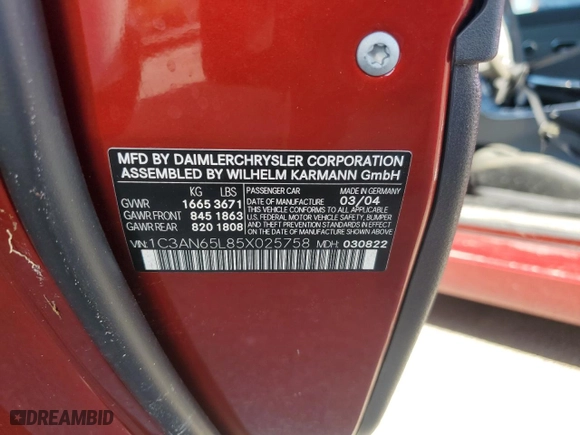 MFD BY DAIMLERCHRYSLER CORPORATION
ASSEMBLED BY WILHELM KARMANN GmbH
KG LBS PASSENGER CAR MADE IN GERMANY
GVWR 1665 3671 DATE OF MANUFACTURE 03/04
GAWR FRONT 845 1863
GAWR REAR 820 1808
THIS VEHICLE CONFORMS TO ALL APPLICABLE
U.S. FEDERAL MOTOR VEHICLE SAFETY, BUMPER
AND THEFT PREVENTION STANDARDS IN EFFECT
ON THE DATE OF MANUFACTURE SHOWN ABOVE.
VIN: 1C3AN65L85X025758 MDH: 030822
DREAMBID